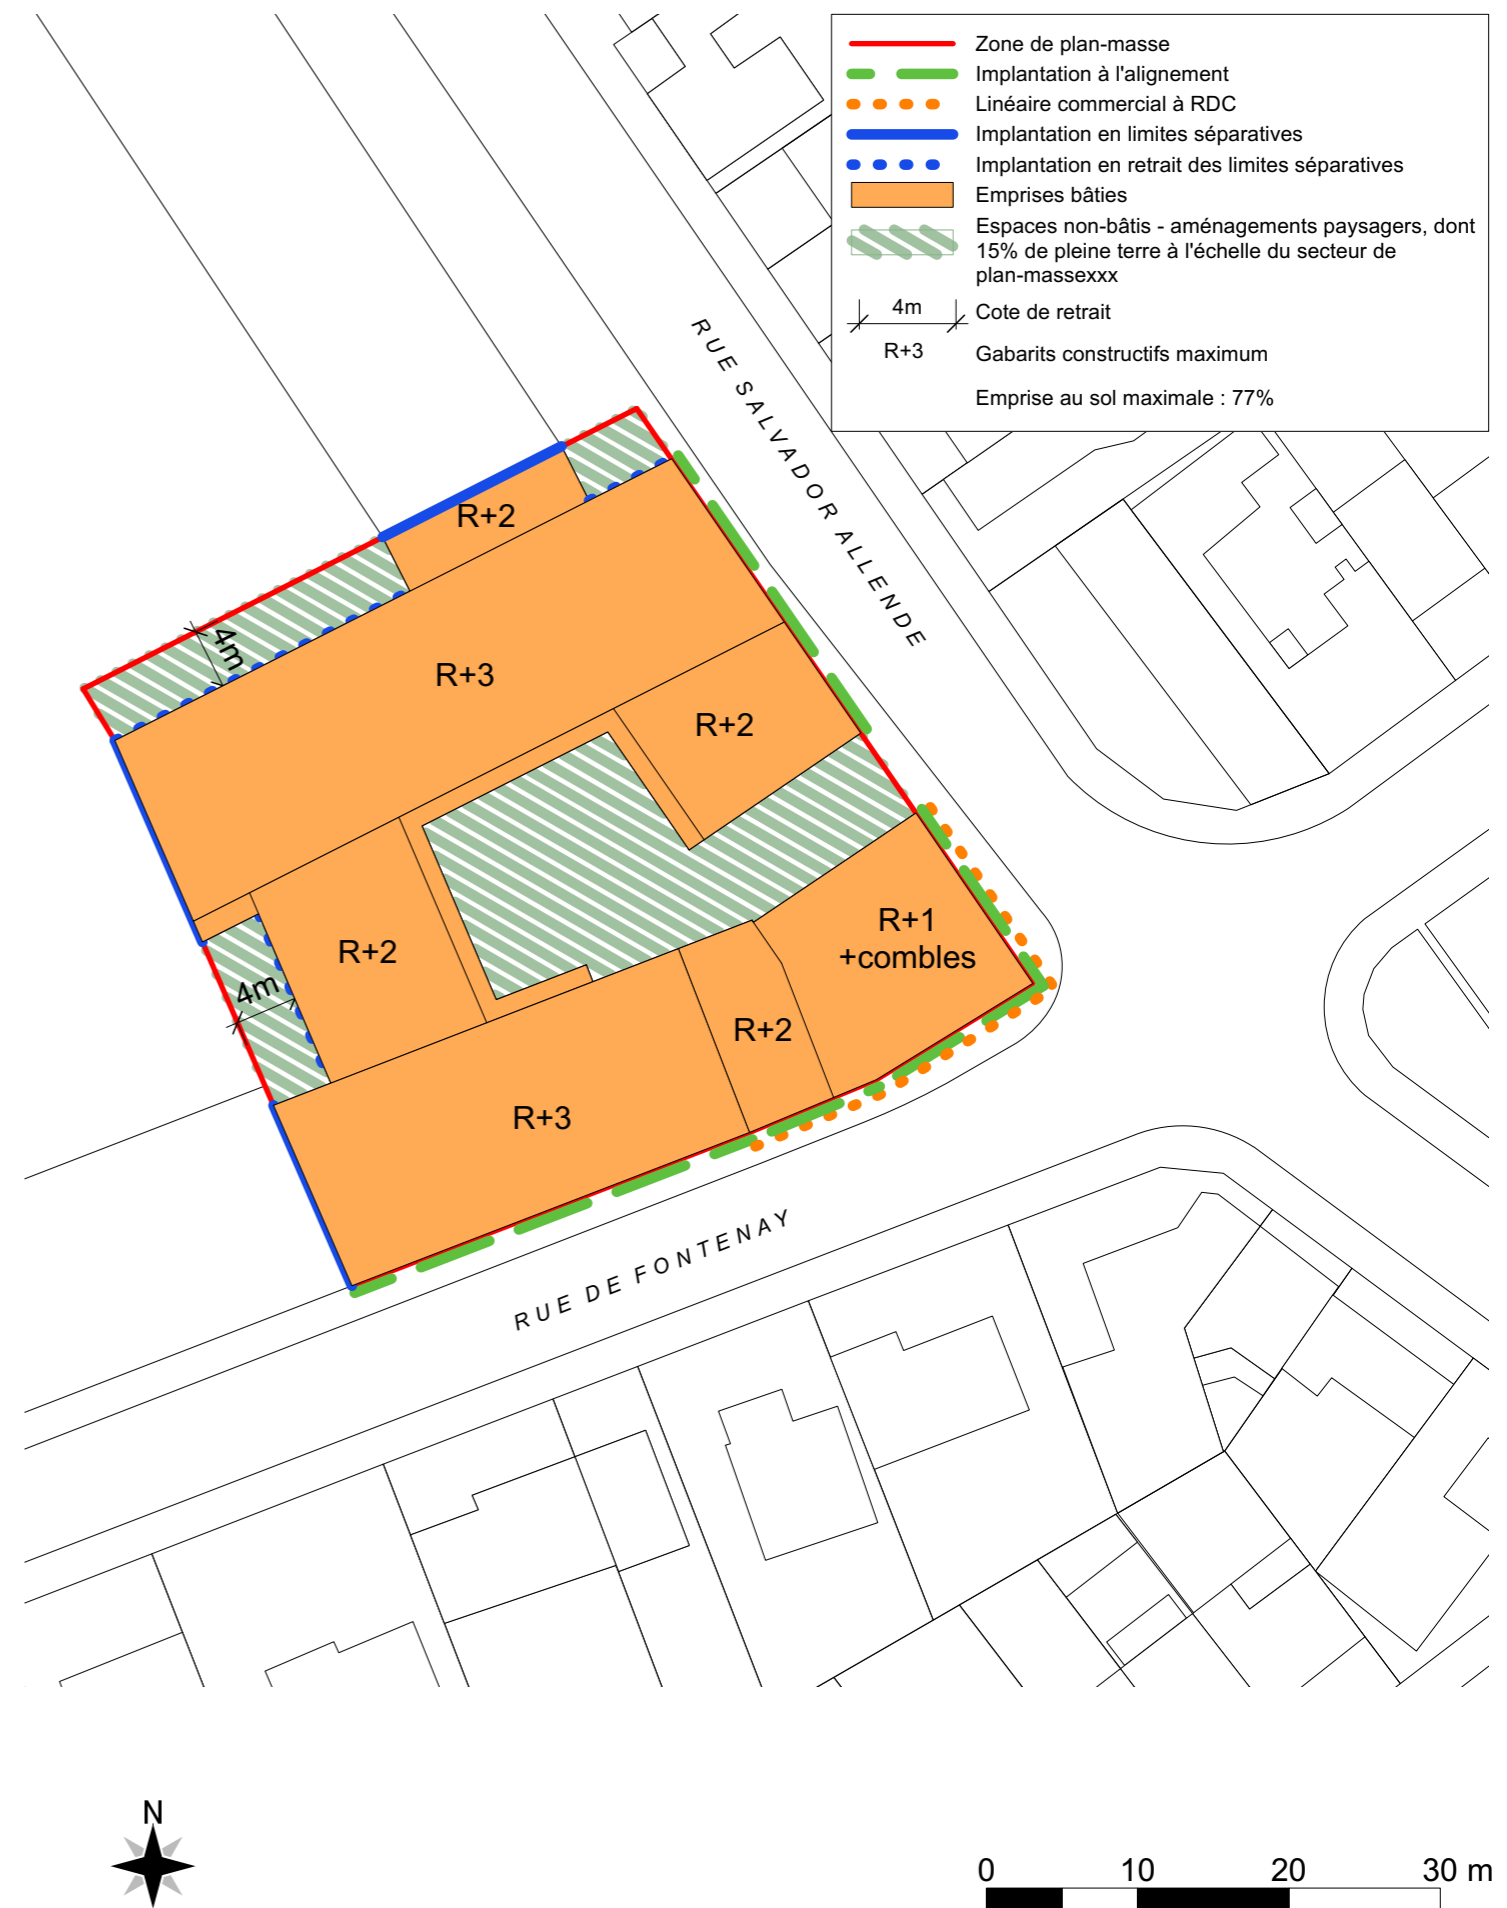 Zone de plan-masse
Implantation à l'alignement
Linéaire commercial à RDC
Implantation en limites séparatives
Implantation en retrait des limites séparatives
Emprises bâties
Espaces non-bâtis - aménagements paysagers, dont
15% de pleine terre à l'échelle du secteur de
plan-massexxx
4m
Cote de retrait
R+3
Gabarits constructifs maximum
Emprise au sol maximale : 77%
RUE SALVADOR ALLENDE
R+2
4m
R+3
R+2
R+1
+combles
R+2
4m
R+2
R+3
RUE DE FONTENAY
N
0 10 20 30 m